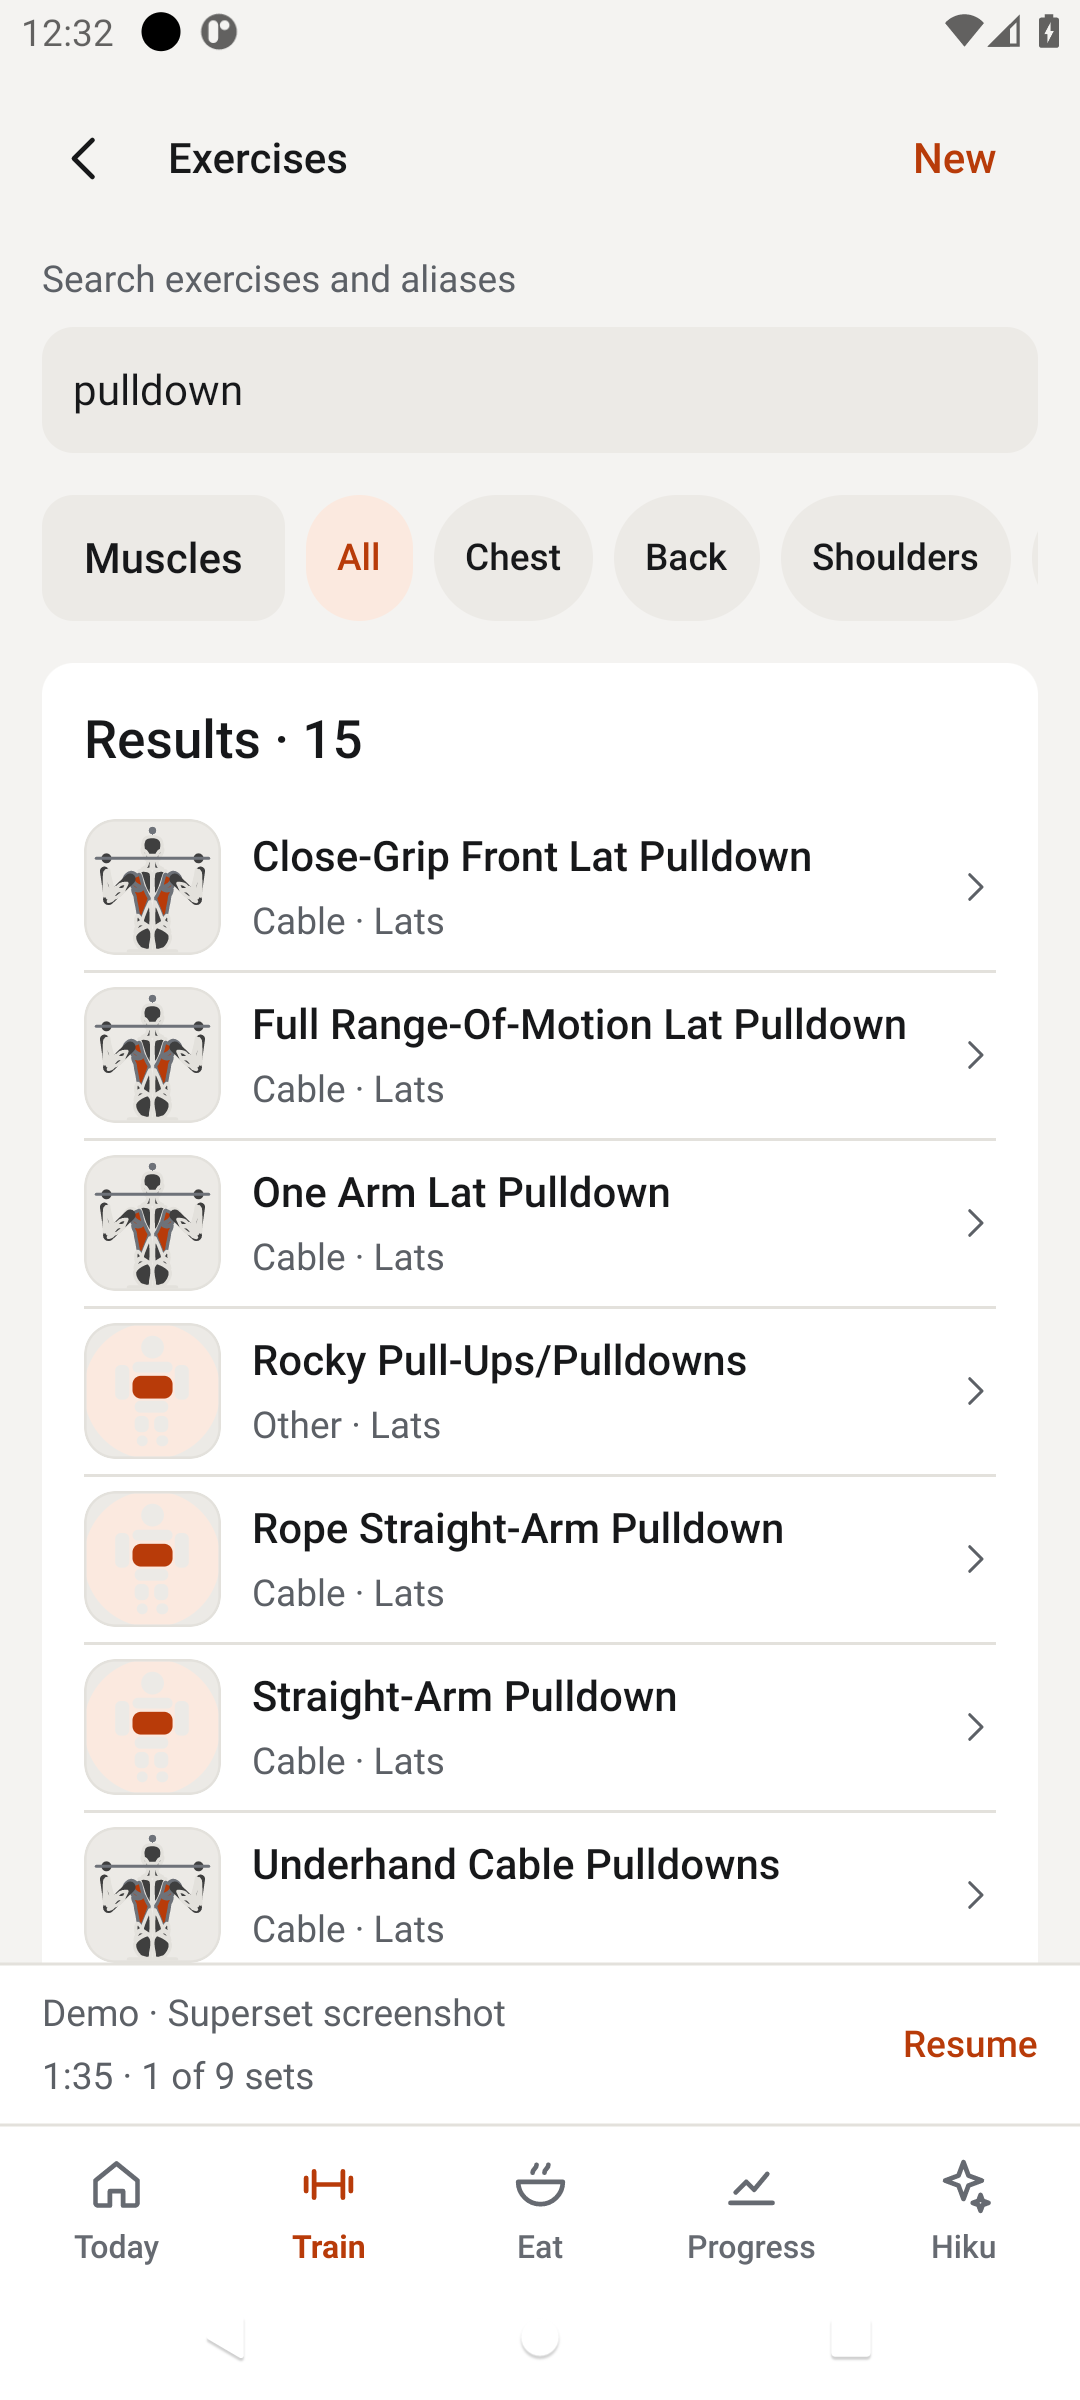 12:32
Exercises
New
Search exercises and aliases
pulldown
Muscles
All
Chest
Back
Shoulders
Results · 15
Close-Grip Front Lat Pulldown
Cable · Lats
Full Range-Of-Motion Lat Pulldown
Cable · Lats
One Arm Lat Pulldown
Cable · Lats
Rocky Pull-Ups/Pulldowns
Other · Lats
Rope Straight-Arm Pulldown
Cable · Lats
Straight-Arm Pulldown
Cable · Lats
Underhand Cable Pulldowns
Cable · Lats
Demo · Superset screenshot
1:35 · 1 of 9 sets
Resume
Today
Train
Eat
Progress
Hiku